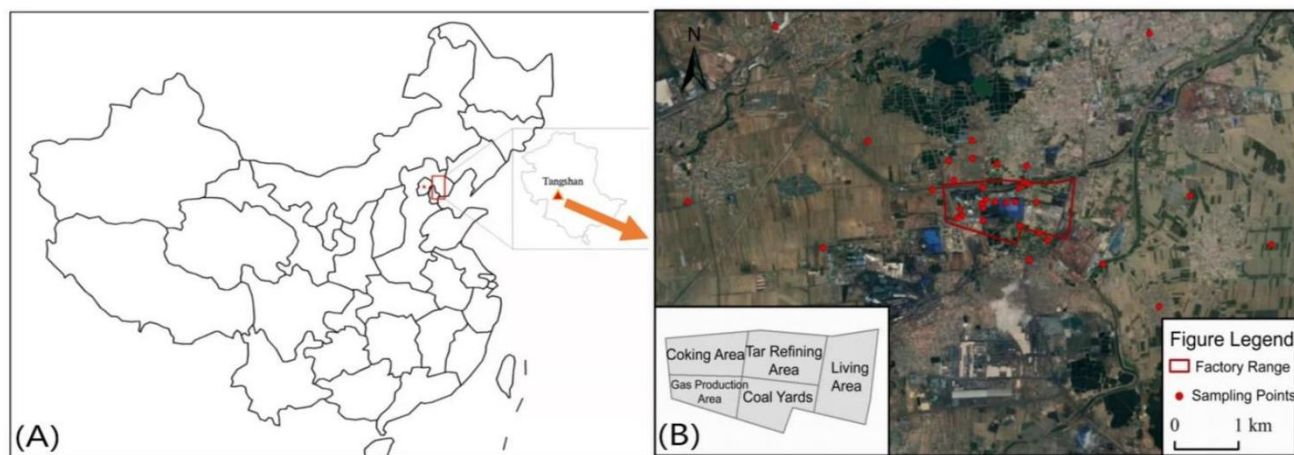 Tangshan
(A)
N
Coking Area
Tar Refining
Area
Living
Area
Gas Production
Area
Coal Yards
(B)
Figure Legend
Factory Range
Sampling Points
0 1 km